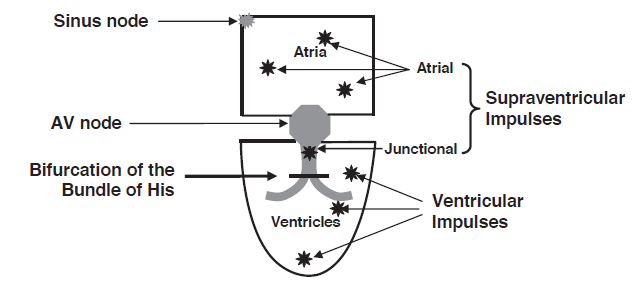 Sinus node
Atria
Atrial
Supraventricular
Impulses
AV node
Junctional
Bifurcation of the
Bundle of His
Ventricular
Impulses
Ventricles